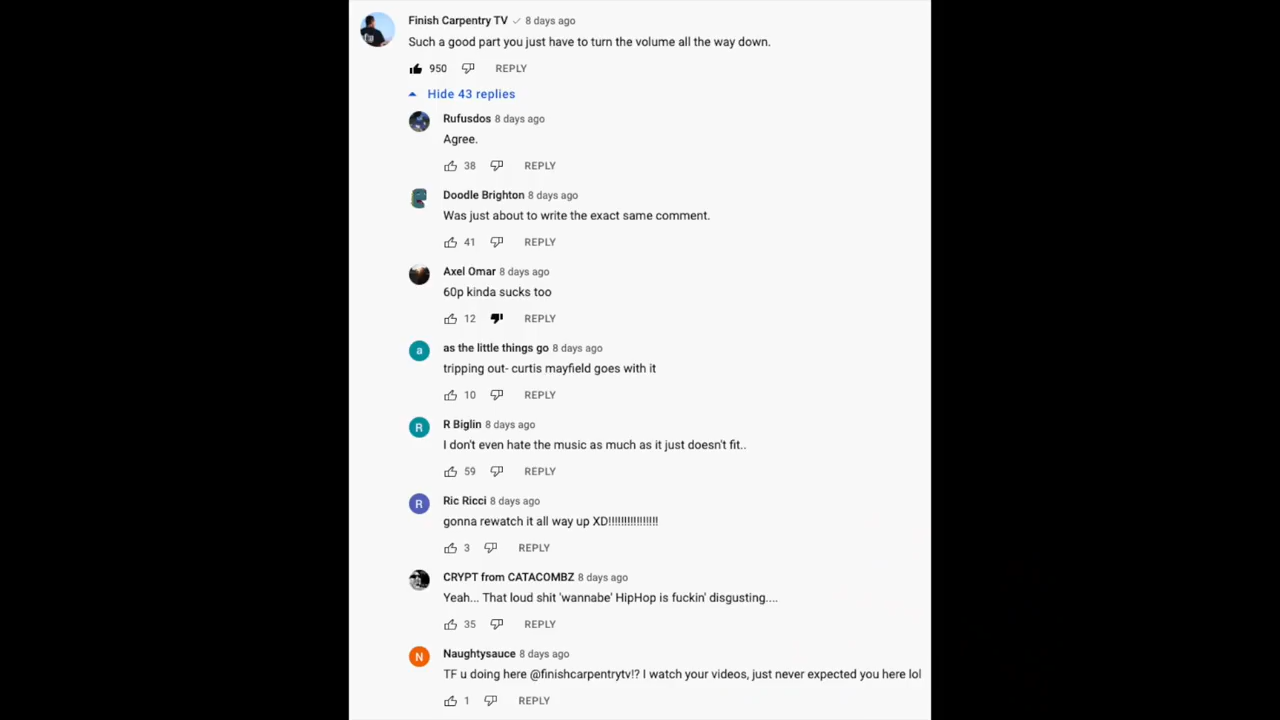 Finish Carpentry TV 8 days ago
Such a good part you just have to turn the volume all the way down.
950 REPLY
Hide 43 replies
Rufusdos 8 days ago
Agree.
38 REPLY
Doodle Brighton 8 days ago
Was just about to write the exact same comment.
41 REPLY
Axel Omar 8 days ago
60p kinda sucks too
12 REPLY
a
as the little things go 8 days ago
tripping out- curtis mayfield goes with it
10 REPLY
R
R Biglin 8 days ago
I don't even hate the music as much as it just doesn't fit..
59 REPLY
R
Ric Ricci 8 days ago
gonna rewatch it all way up XD!!!!!!!!!!!!!!!!
3 REPLY
CRYPT from CATACOMBZ 8 days ago
Yeah... That loud shit 'wannabe' HipHop is fuckin' disgusting....
35 REPLY
N
Naughtysauce 8 days ago
TF u doing here @finishcarpentrytv!? I watch your videos, just never expected you here lol
1 REPLY